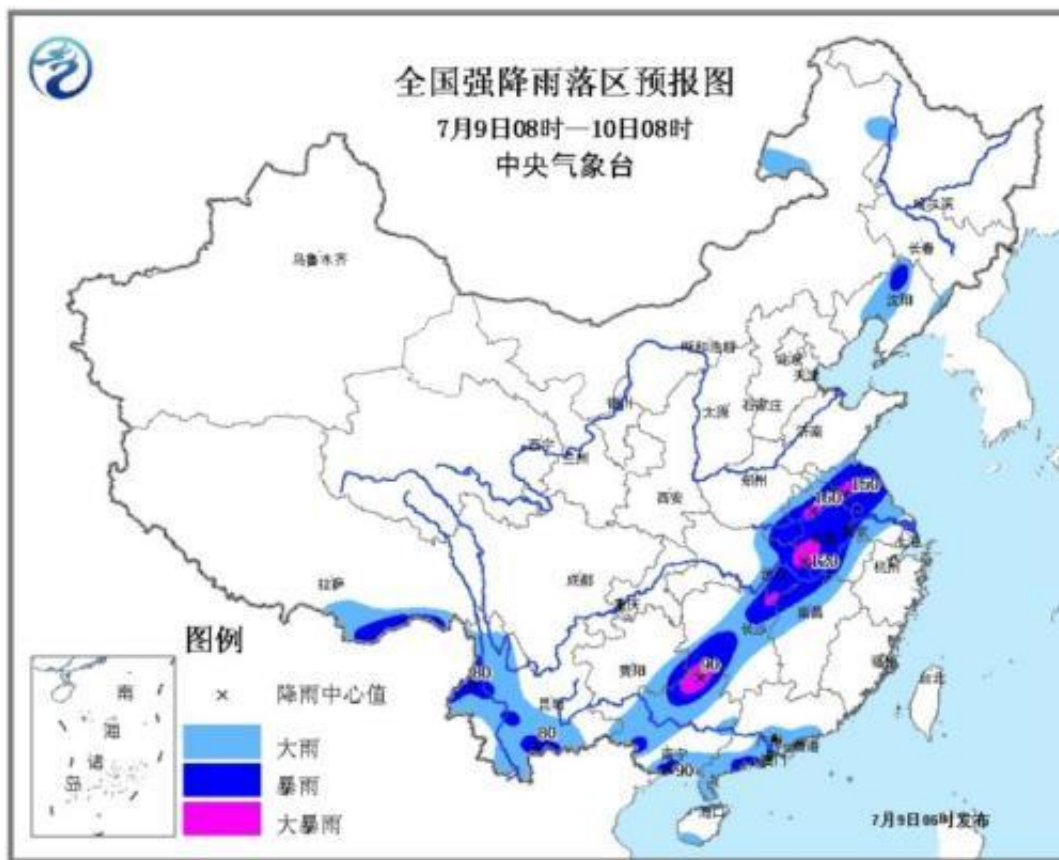 全国强降雨落区预报图
7月9日08时—10日08时
中央气象台
哈尔滨
长春
乌鲁木齐
沈阳
呼和浩特
北京
天津
银川
太原
石家庄
济南
西宁
兰州
郑州
西安
160
160
上海
120
杭州
拉萨
成都
重庆
南昌
长沙
贵阳
90
福州
台北
80
昆明
80
南宁
90
香港
澳门
海口
图例
降雨中心值
大雨
暴雨
大暴雨
南
海
诸
岛
7月9日06时发布